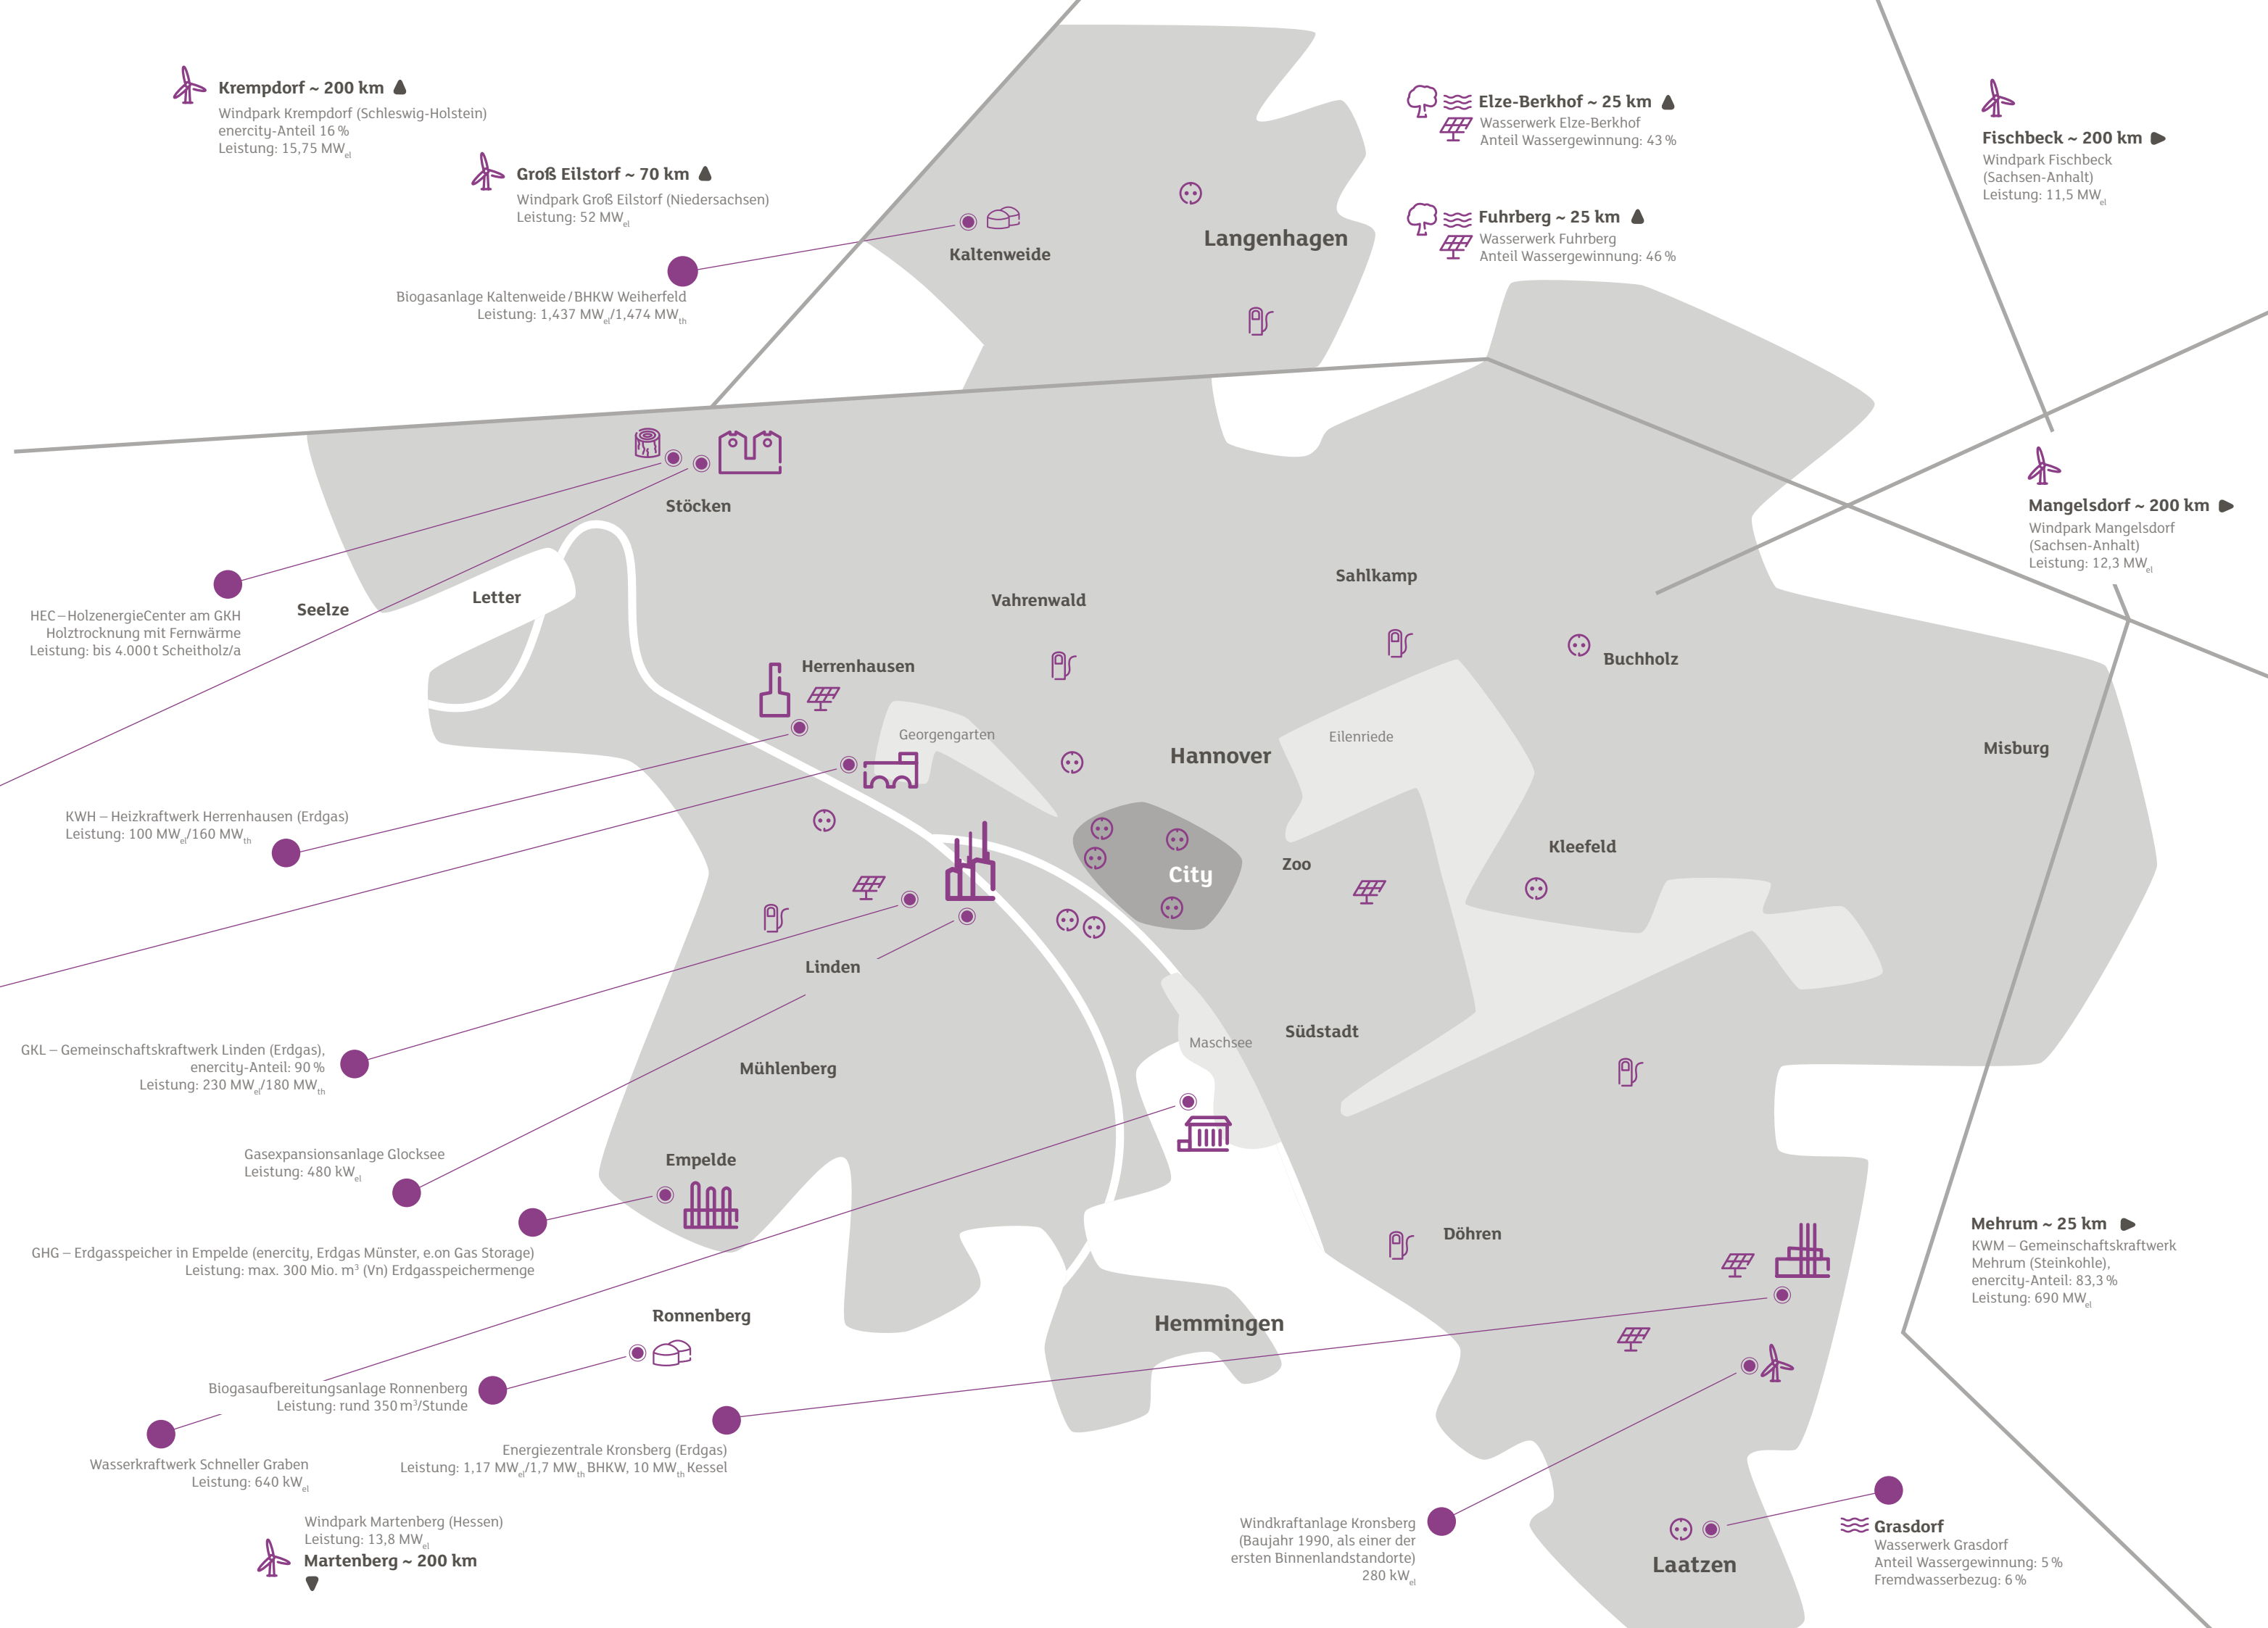 Krempdorf ~ 200 km
Windpark Krempdorf (Schleswig-Holstein)
enercity-Anteil 16 %
Leistung: 15,75 MWel
Groß Eilstorf ~ 70 km
Windpark Groß Eilstorf (Niedersachsen)
Leistung: 52 MWel
Biogasanlage Kaltenweide / BHKW Weiherfeld
Leistung: 1,437 MWel/1,474 MWth
Kaltenweide
Langenhagen
Elze-Berkhof ~ 25 km
Wasserwerk Elze-Berkhof
Anteil Wassergewinnung: 43 %
Fuhrberg ~ 25 km
Wasserwerk Fuhrberg
Anteil Wassergewinnung: 46 %
Fischbeck ~ 200 km
Windpark Fischbeck
(Sachsen-Anhalt)
Leistung: 11,5 MWel
Mangelsdorf ~ 200 km
Windpark Mangelsdorf
(Sachsen-Anhalt)
Leistung: 12,3 MWel
Stöcken
Seelze
Letter
HEC – HolzenergieCenter am GKH
Holztrocknung mit Fernwärme
Leistung: bis 4.000 t Scheitholz/a
Vahrenwald
Sahlkamp
Herrenhausen
Buchholz
Georgengarten
Hannover
Eilenriede
Misburg
KWH – Heizkraftwerk Herrenhausen (Erdgas)
Leistung: 100 MWel/160 MWth
City
Zoo
Kleefeld
Linden
Südstadt
Maschsee
GKL – Gemeinschaftskraftwerk Linden (Erdgas),
enercity-Anteil: 90 %
Leistung: 230 MWel/180 MWth
Mühlenberg
Gasexpansionsanlage Glocksee
Leistung: 480 kWel
Empelde
GHG – Erdgasspeicher in Empelde (enercity, Erdgas Münster, e.on Gas Storage)
Leistung: max. 300 Mio. m³ (Vn) Erdgasspeichermenge
Döhren
Mehrum ~ 25 km
KWM – Gemeinschaftskraftwerk
Mehrum (Steinkohle),
enercity-Anteil: 83,3 %
Leistung: 690 MWel
Ronnenberg
Hemmingen
Biogasaufbereitungsanlage Ronnenberg
Leistung: rund 350 m³/Stunde
Wasserkraftwerk Schneller Graben
Leistung: 640 kWel
Energiezentrale Kronsberg (Erdgas)
Leistung: 1,17 MWel/1,7 MWth BHKW, 10 MWth Kessel
Windpark Martenberg (Hessen)
Leistung: 13,8 MWel
Martenberg ~ 200 km
Windkraftanlage Kronsberg
(Baujahr 1990, als einer der
ersten Binnenlandstandorte)
280 kWel
Laatzen
Grasdorf
Wasserwerk Grasdorf
Anteil Wassergewinnung: 5 %
Fremdwasserbezug: 6 %